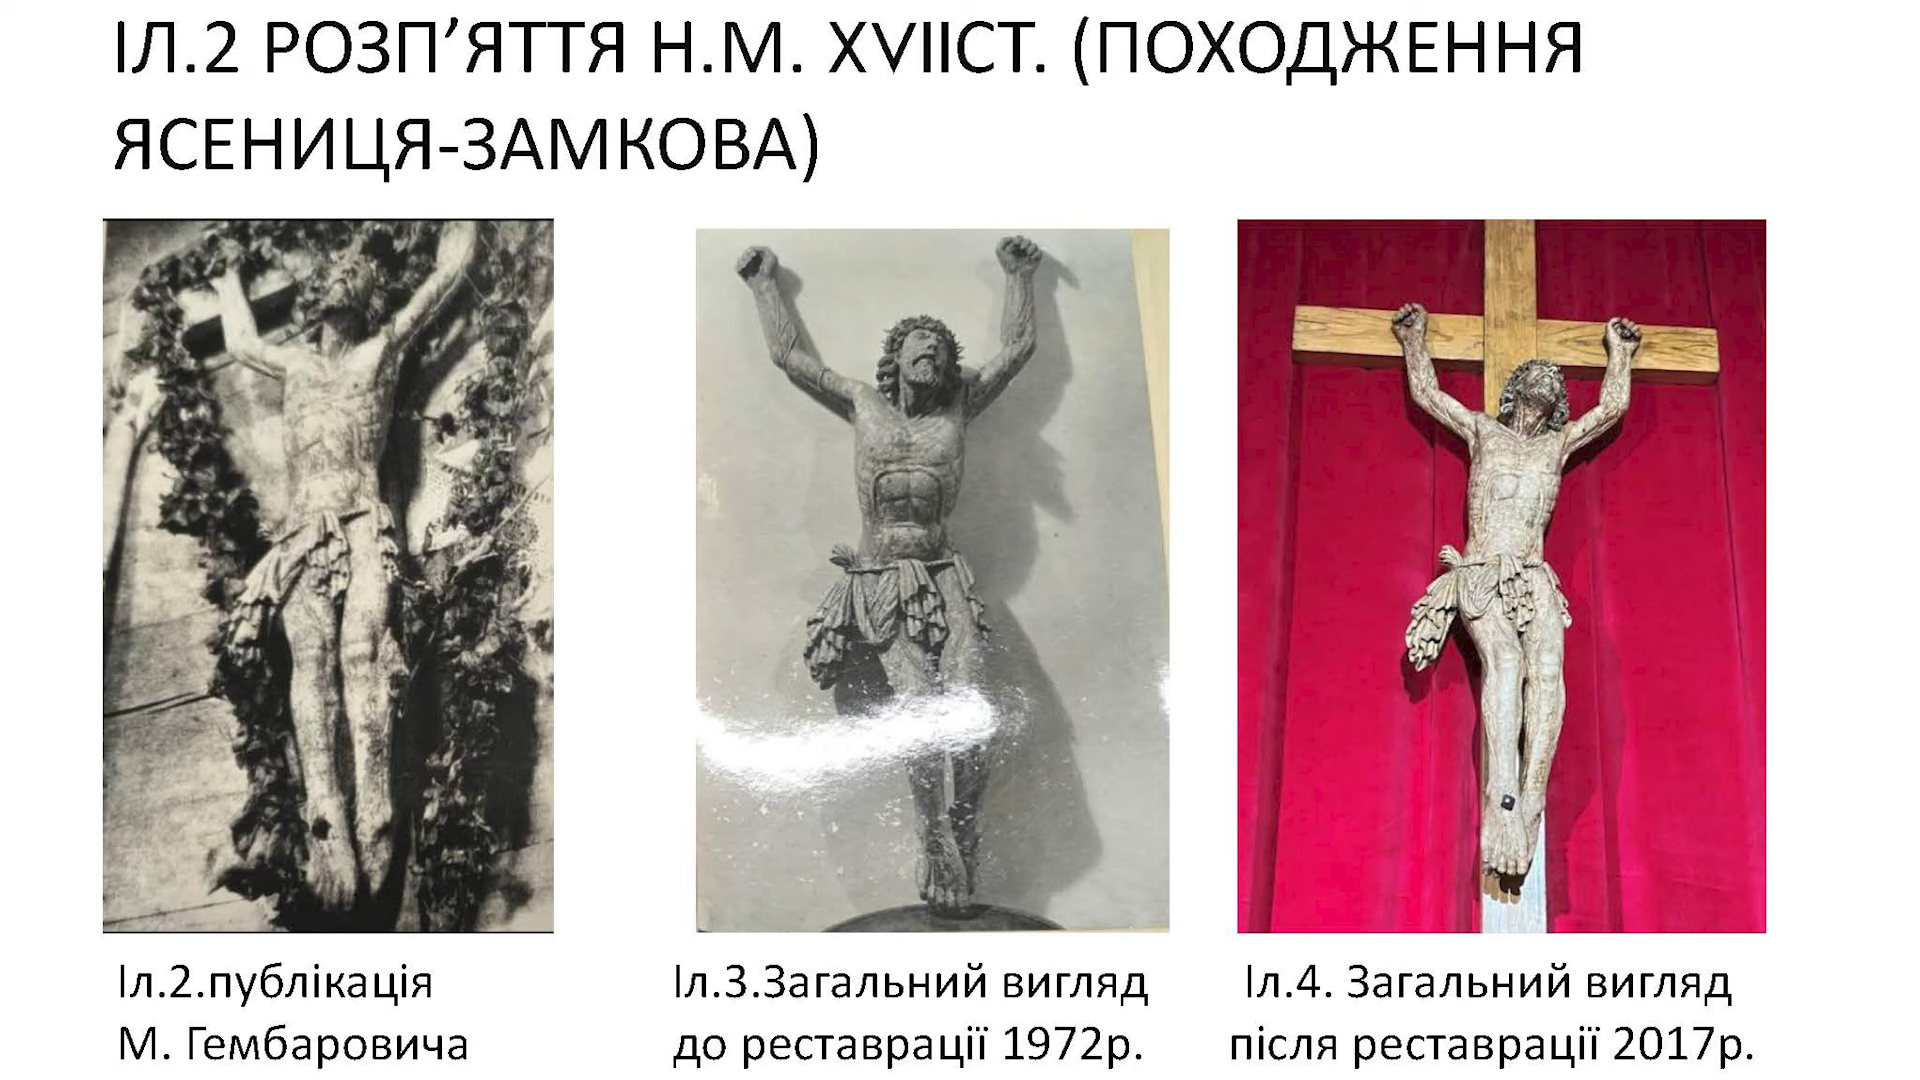 ІЛ.2 РОЗП’ЯТТЯ Н.М. XVIIСТ. (ПОХОДЖЕННЯ
ЯСЕНИЦЯ-ЗАМКОВА)
Іл.2.публікація
М. Гембаровича
Іл.3.Загальний вигляд
до реставрації 1972р.
Іл.4. Загальний вигляд
після реставрації 2017р.